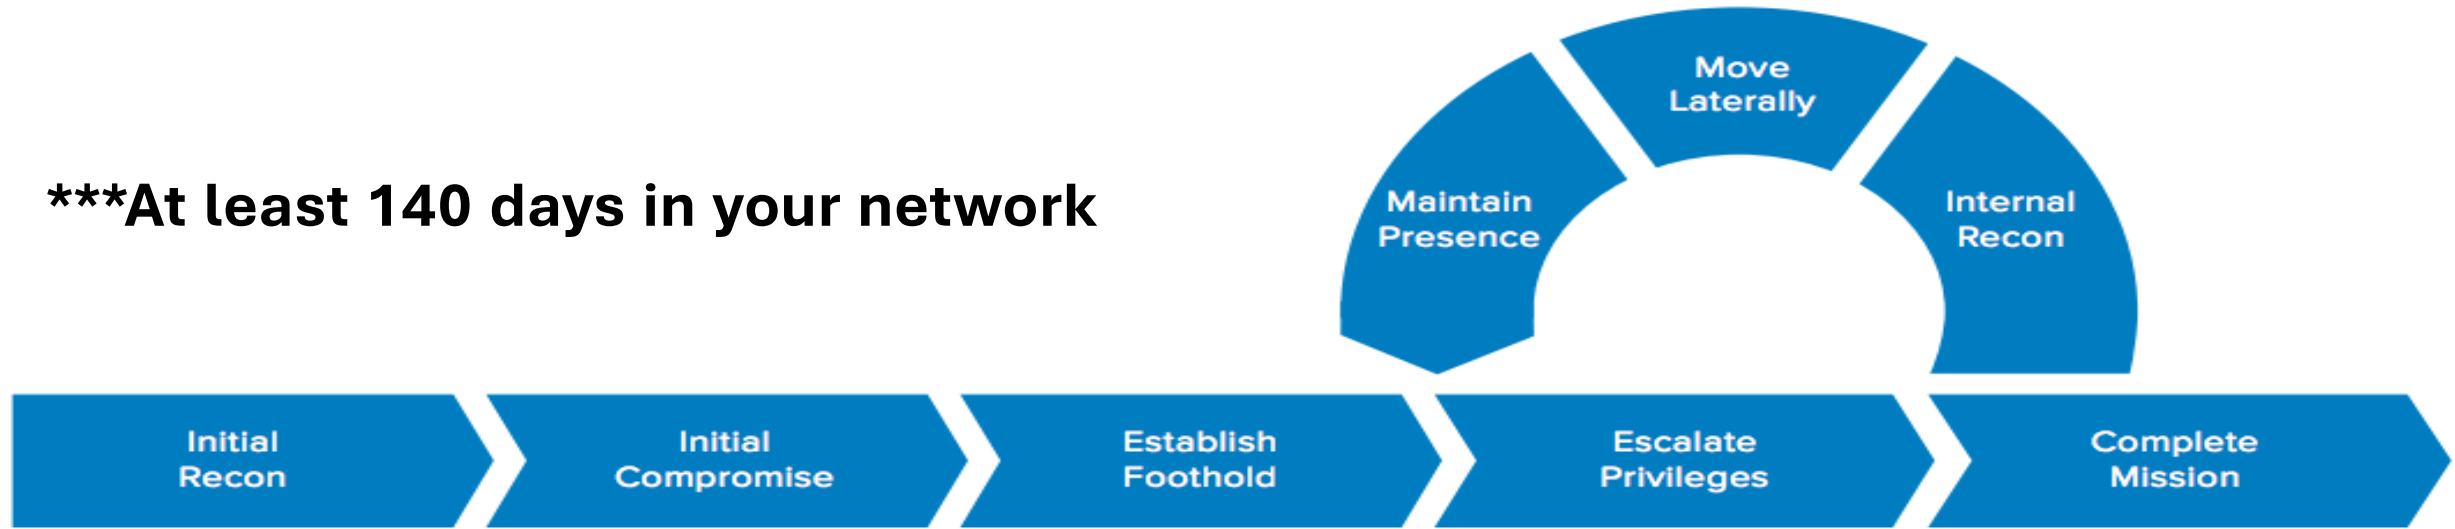 ***At least 140 days in your network
Maintain
Presence
Move
Laterally
Internal
Recon
Initial
Recon
Initial
Compromise
Establish
Foothold
Escalate
Privileges
Complete
Mission